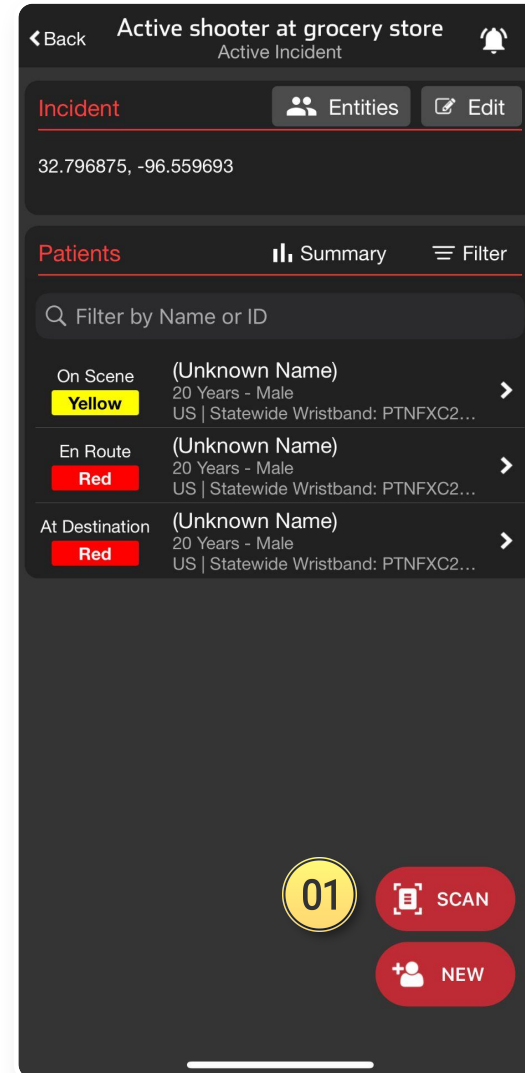 Back
Active shooter at grocery store
Active Incident
Incident
Entities
Edit
32.796875, -96.559693
Patients
Summary
Filter
Filter by Name or ID
On Scene
Yellow
(Unknown Name)
20 Years - Male
US | Statewide Wristband: PTNFXC2...
En Route
Red
(Unknown Name)
20 Years - Male
US | Statewide Wristband: PTNFXC2...
At Destination
Red
(Unknown Name)
20 Years - Male
US | Statewide Wristband: PTNFXC2...
01
SCAN
NEW